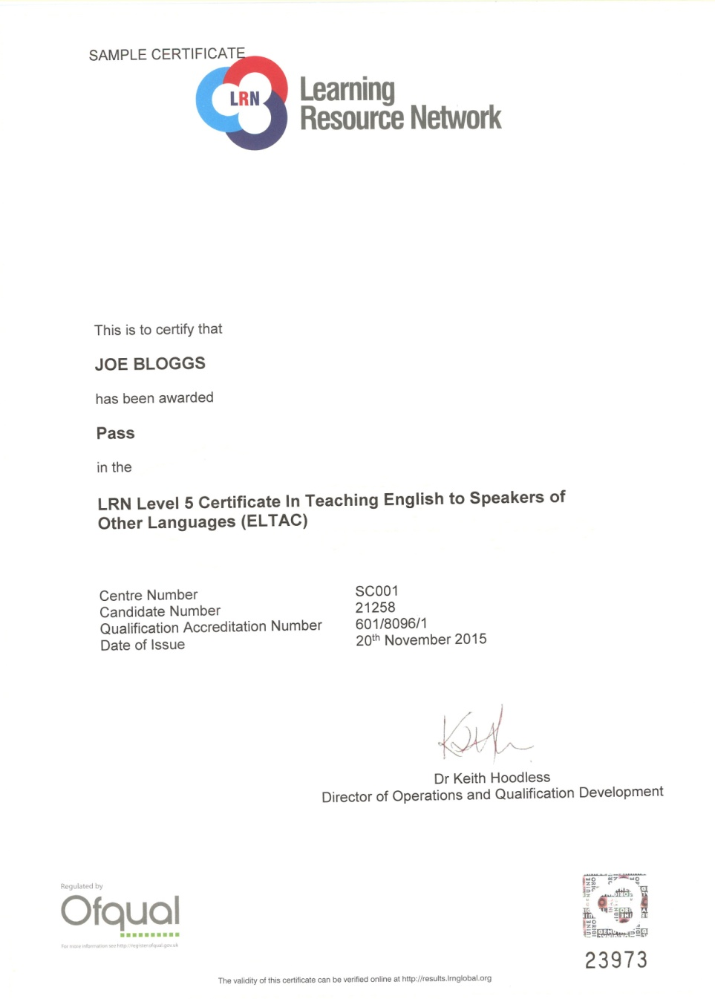 SAMPLE CERTIFICATE
LRN
Learning
Resource Network
This is to certify that
JOE BLOGGS
has been awarded
Pass
in the
LRN Level 5 Certificate In Teaching English to Speakers of
Other Languages (ELTAC)
Centre Number SC001
Candidate Number 21258
Qualification Accreditation Number 601/8096/1
Date of Issue 20th November 2015
Dr Keith Hoodless
Director of Operations and Qualification Development
Regulated by
Ofqual
For more information see http://register.ofqual.gov.uk
23973
The validity of this certificate can be verified online at http://results.lrnglobal.org